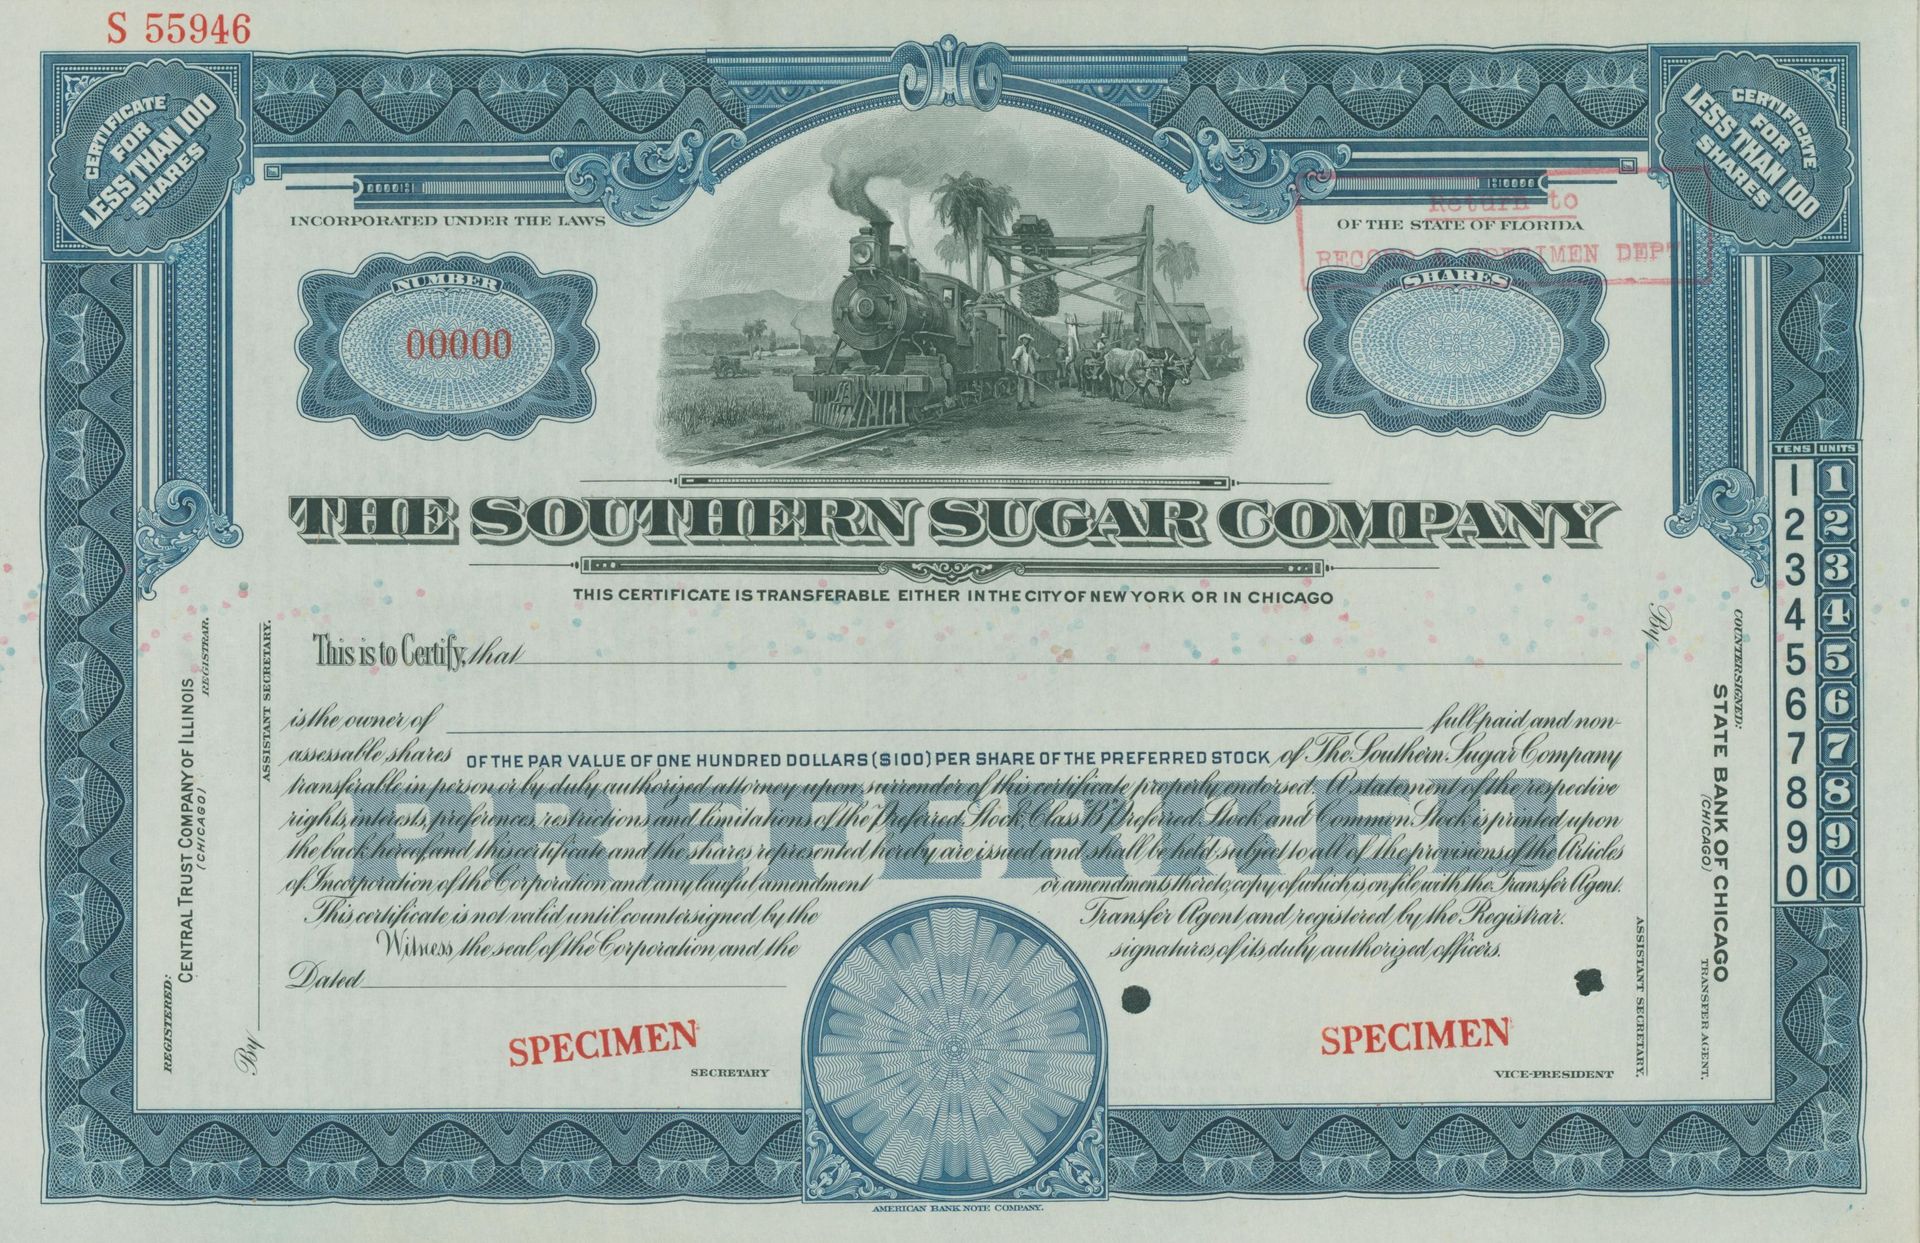 S 55946
CERTIFICATE
FOR
LESS THAN 100
SHARES
CERTIFICATE
FOR
LESS THAN 100
SHARES
INCORPORATED UNDER THE LAWS
OF THE STATE OF FLORIDA
Return to
RECORD & SPECIMEN DEPT
NUMBER
00000
SHARES
THE SOUTHERN SUGAR COMPANY
THIS CERTIFICATE IS TRANSFERABLE EITHER IN THE CITY OF NEW YORK OR IN CHICAGO
This is to Certify, that
is the owner of full-paid and non-
assessable shares OF THE PAR VALUE OF ONE HUNDRED DOLLARS ($100) PER SHARE OF THE PREFERRED STOCK of The Southern Sugar Company
transferable in person or by duly authorized attorney upon surrender of this certificate properly endorsed. A statement of the respective
rights, interests, preferences, restrictions and limitations of the Preferred Stock, Class "B" Preferred Stock and Common Stock is printed upon
the back hereof and this certificate and the shares represented hereby are issued and shall be held subject to all of the provisions of the Articles
of Incorporation of the Corporation and any lawful amendment or amendments thereto, copy of which is on file with the Transfer Agent.
PREFERRED
This certificate is not valid until countersigned by the Transfer Agent and registered by the Registrar.
Witness the seal of the Corporation and the signatures of its duly authorized officers.
Dated
SPECIMEN
SECRETARY
SPECIMEN
VICE-PRESIDENT
REGISTERED:
CENTRAL TRUST COMPANY OF ILLINOIS
(CHICAGO)
REGISTRAR.
By
ASSISTANT SECRETARY.
COUNTERSIGNED:
STATE BANK OF CHICAGO
(CHICAGO)
TRANSFER AGENT.
By
ASSISTANT SECRETARY.
TENS UNITS
1 1
2 2
3 3
4 4
5 5
6 6
7 7
8 8
9 9
0 0
AMERICAN BANK NOTE COMPANY.